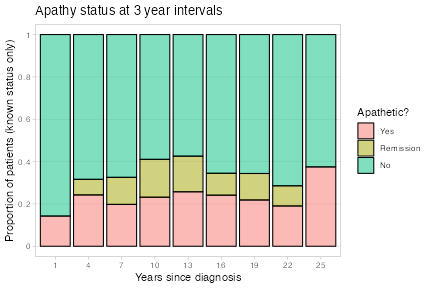 Apathy status at 3 year intervals
Proportion of patients (known status only)
1
0.8
0.6
0.4
0.2
0
1 4 7 10 13 16 19 22 25
Years since diagnosis
Apathetic?
Yes
Remission
No